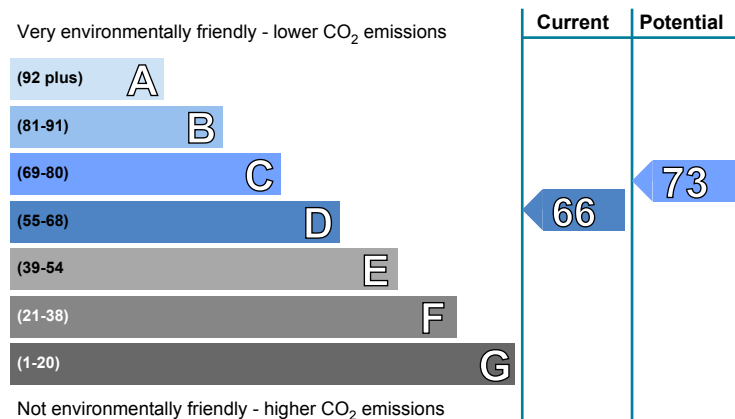 Very environmentally friendly - lower CO₂ emissions
Current
Potential
(92 plus) A
(81-91) B
(69-80) C
(55-68) D
(39-54 E
(21-38) F
(1-20) G
66
73
Not environmentally friendly - higher CO₂ emissions